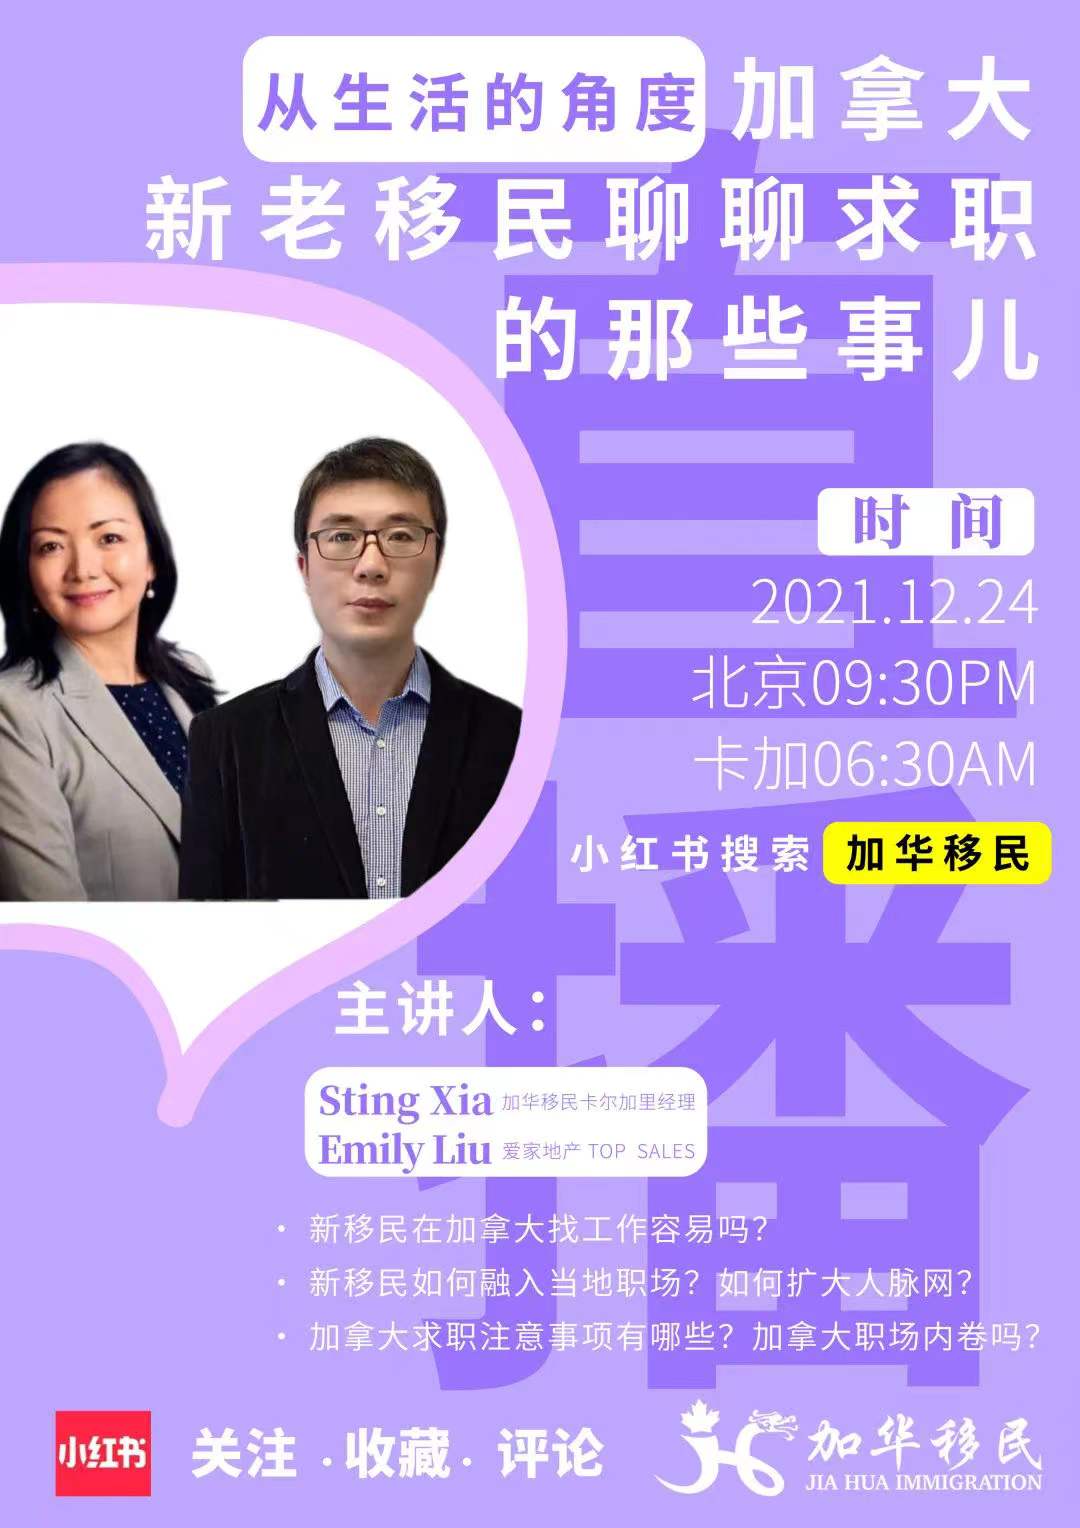 从生活的角度 加拿大
新老移民聊聊求职
的那些事儿
直播
时间
2021.12.24
北京09:30PM
卡加06:30AM
小红书搜索 加华移民
主讲人：
Sting Xia 加华移民卡尔加里经理
Emily Liu 爱家地产 TOP SALES
· 新移民在加拿大找工作容易吗？
· 新移民如何融入当地职场？如何扩大人脉网？
· 加拿大求职注意事项有哪些？加拿大职场内卷吗？
小红书 关注 . 收藏 . 评论
加华移民
JIA HUA IMMIGRATION